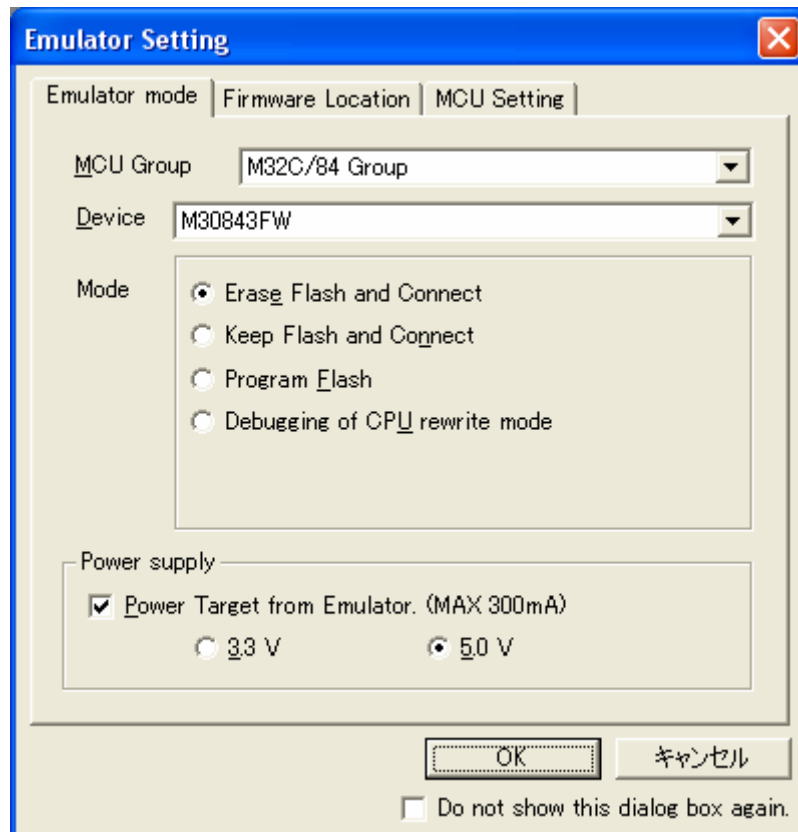 Emulator Setting
Emulator mode
Firmware Location
MCU Setting
MCU Group
M32C/84 Group
Device
M30843FW
Mode
Erase Flash and Connect
Keep Flash and Connect
Program Flash
Debugging of CPU rewrite mode
Power supply
Power Target from Emulator. (MAX 300mA)
3.3 V
5.0 V
OK
キャンセル
Do not show this dialog box again.